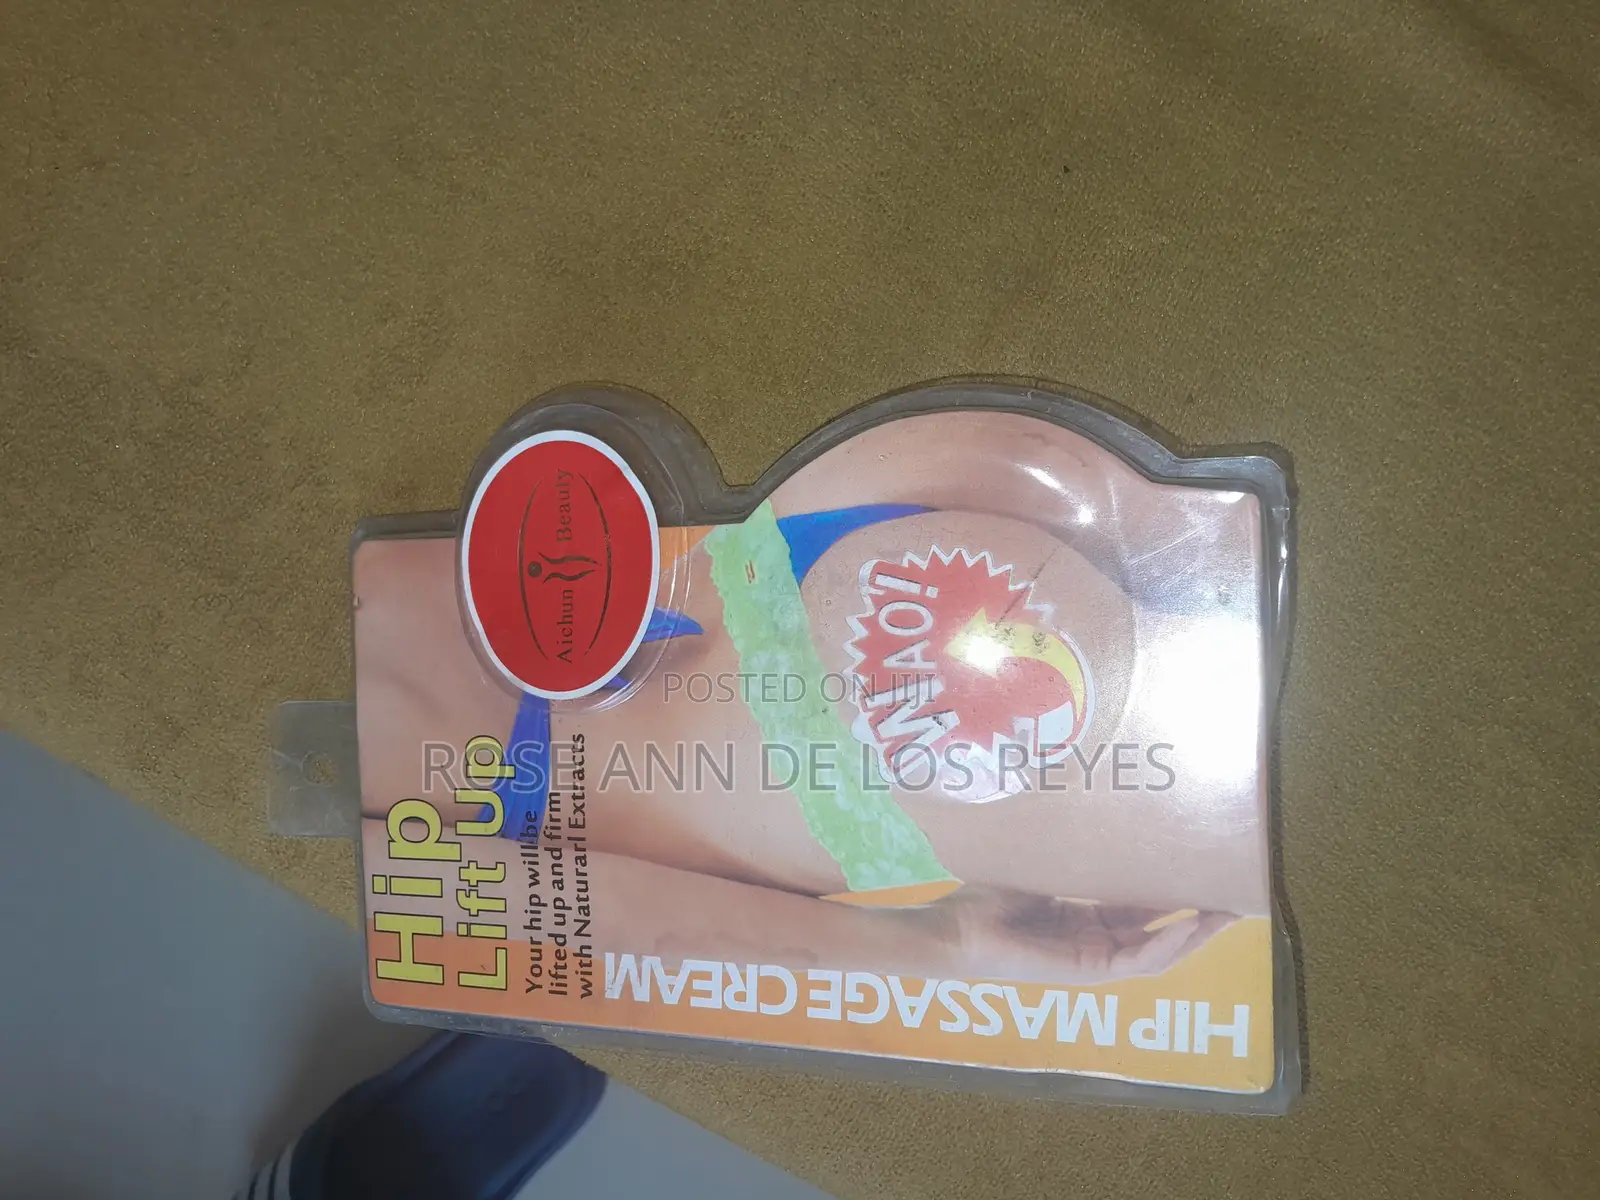 Hip
Lift Up
Your hip will be
lifted up and firm
with Naturarl Extracts
Aichun Beauty
WAO!
HIP MASSAGE CREAM
POSTED ON JIJI
ROSE ANN DE LOS REYES